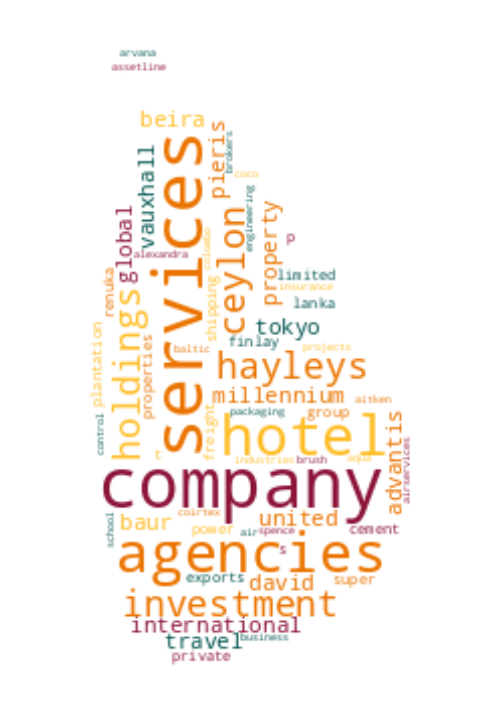 arvana
assetline
beira
services
vauxhall
pieris
brokers
coco
engineering
global
alexandra
ceylon
colombo
property
p
limited
insurance
lanka
renuka
holdings
shipping
tokyo
finlay
plantation
properties
baltic
projects
hayleys
millennium
aitken
packaging
group
control
t
freight
hotel
advantis
airservices
industries
brush
aqua
company
school
baur
coirtex
power
air
spence
united
cement
s
agencies
exports
david
super
investment
international
travel
business
private